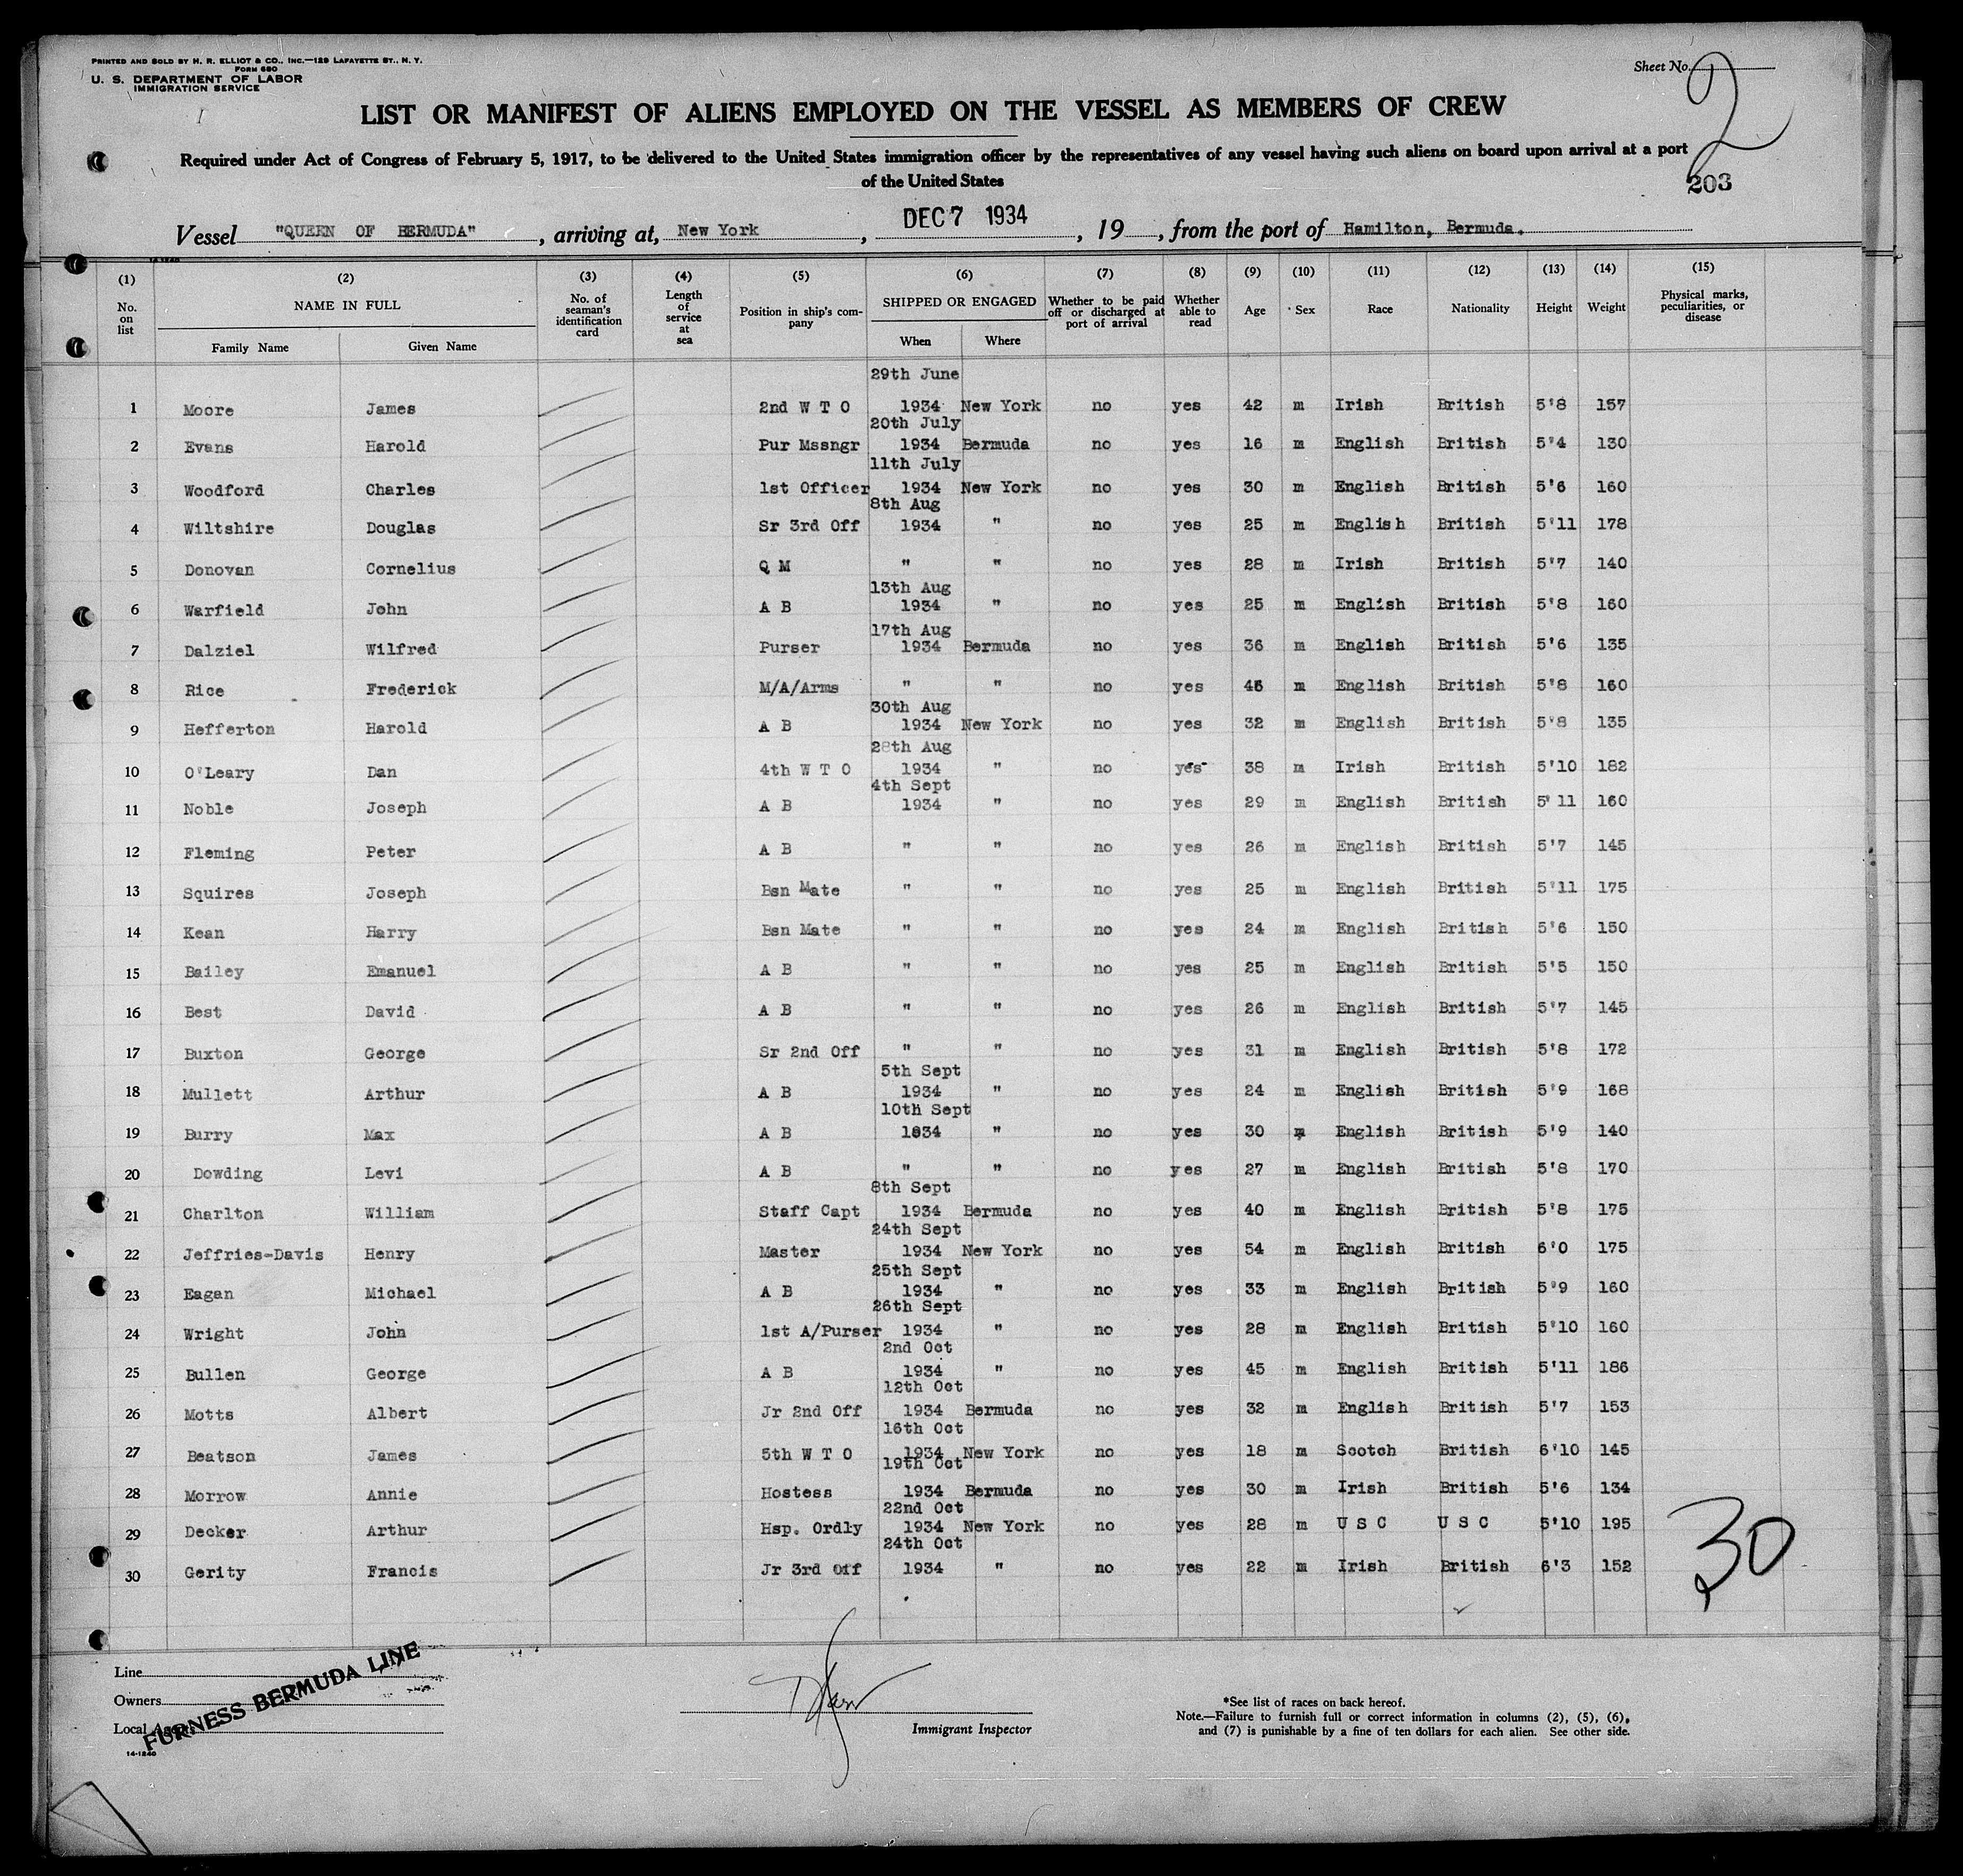 PRINTED AND SOLD BY H. R. ELLIOT & CO., INC.—129 LAFAYETTE ST., N. Y.
FORM 680
U. S. DEPARTMENT OF LABOR
IMMIGRATION SERVICE
Sheet No. 2
LIST OR MANIFEST OF ALIENS EMPLOYED ON THE VESSEL AS MEMBERS OF CREW
Required under Act of Congress of February 5, 1917, to be delivered to the United States immigration officer by the representatives of any vessel having such aliens on board upon arrival at a port
of the United States
203
Vessel "QUEEN OF BERMUDA", arriving at, New York, DEC 7 1934, 19, from the port of Hamilton, Bermuda.
14-1240
(1) (2) (3) (4) (5) (6) (7) (8) (9) (10) (11) (12) (13) (14) (15)
No. on list NAME IN FULL Family Name Given Name No. of seaman's identification card Length of service at sea Position in ship's company SHIPPED OR ENGAGED When Where Whether to be paid off or discharged at port of arrival Whether able to read Age Sex Race Nationality Height Weight Physical marks, peculiarities, or disease
29th June
1 Moore James 2nd W T O 1934 New York no yes 42 m Irish British 5'8 157
20th July
2 Evans Harold Pur Mssngr 1934 Bermuda no yes 16 m English British 5'4 130
11th July
3 Woodford Charles 1st Officer 1934 New York no yes 30 m English British 5'6 160
8th Aug
4 Wiltshire Douglas Sr 3rd Off 1934 " no yes 25 m English British 5'11 178
5 Donovan Cornelius Q M " " no yes 28 m Irish British 5'7 140
13th Aug
6 Warfield John A B 1934 " no yes 25 m English British 5'8 160
17th Aug
7 Dalziel Wilfred Purser 1934 Bermuda no yes 36 m English British 5'6 135
8 Rice Frederick M/A/Arms " " no yes 46 m English British 5'8 160
30th Aug
9 Hefferton Harold A B 1934 New York no yes 32 m English British 5'8 135
28th Aug
10 O'Leary Dan 4th W T O 1934 " no yes 38 m Irish British 5'10 182
4th Sept
11 Noble Joseph A B 1934 " no yes 29 m English British 5'11 160
12 Fleming Peter A B " " no yes 26 m English British 5'7 145
13 Squires Joseph Bsn Mate " " no yes 25 m English British 5'11 175
14 Kean Harry Bsn Mate " " no yes 24 m English British 5'6 150
15 Bailey Emanuel A B " " no yes 25 m English British 5'5 150
16 Best David A B " " no yes 26 m English British 5'7 145
17 Buxton George Sr 2nd Off " " no yes 31 m English British 5'8 172
5th Sept
18 Mullett Arthur A B 1934 " no yes 24 m English British 5'9 168
10th Sept
19 Burry Max A B 1834 " no yes 30 m English British 5'9 140
20 Dowding Levi A B " " no yes 27 m English British 5'8 170
8th Sept
21 Charlton William Staff Capt 1934 Bermuda no yes 40 m English British 5'8 175
24th Sept
22 Jeffries-Davis Henry Master 1934 New York no yes 54 m English British 6'0 175
25th Sept
23 Eagan Michael A B 1934 " no yes 33 m English British 5'9 160
26th Sept
24 Wright John 1st A/Purser 1934 " no yes 28 m English British 5'10 160
2nd Oct
25 Bullen George A B 1934 " no yes 45 m English British 5'11 186
12th Oct
26 Motts Albert Jr 2nd Off 1934 Bermuda no yes 32 m English British 5'7 153
16th Oct
27 Beatson James 5th W T O 1934 New York no yes 18 m Scotch British 6'10 145
19th Oct
28 Morrow Annie Hostess 1934 Bermuda no yes 30 m Irish British 5'6 134
22nd Oct
29 Decker Arthur Hsp. Ordly 1934 New York no yes 28 m U S C U S C 5'10 195
24th Oct
30 Gerity Francis Jr 3rd Off 1934 " no yes 22 m Irish British 6'3 152
30
Line
Owners
Local Agents
FURNESS BERMUDA LINE
14-1240
Immigrant Inspector
*See list of races on back hereof.
Note.—Failure to furnish full or correct information in columns (2), (5), (6),
and (7) is punishable by a fine of ten dollars for each alien. See other side.